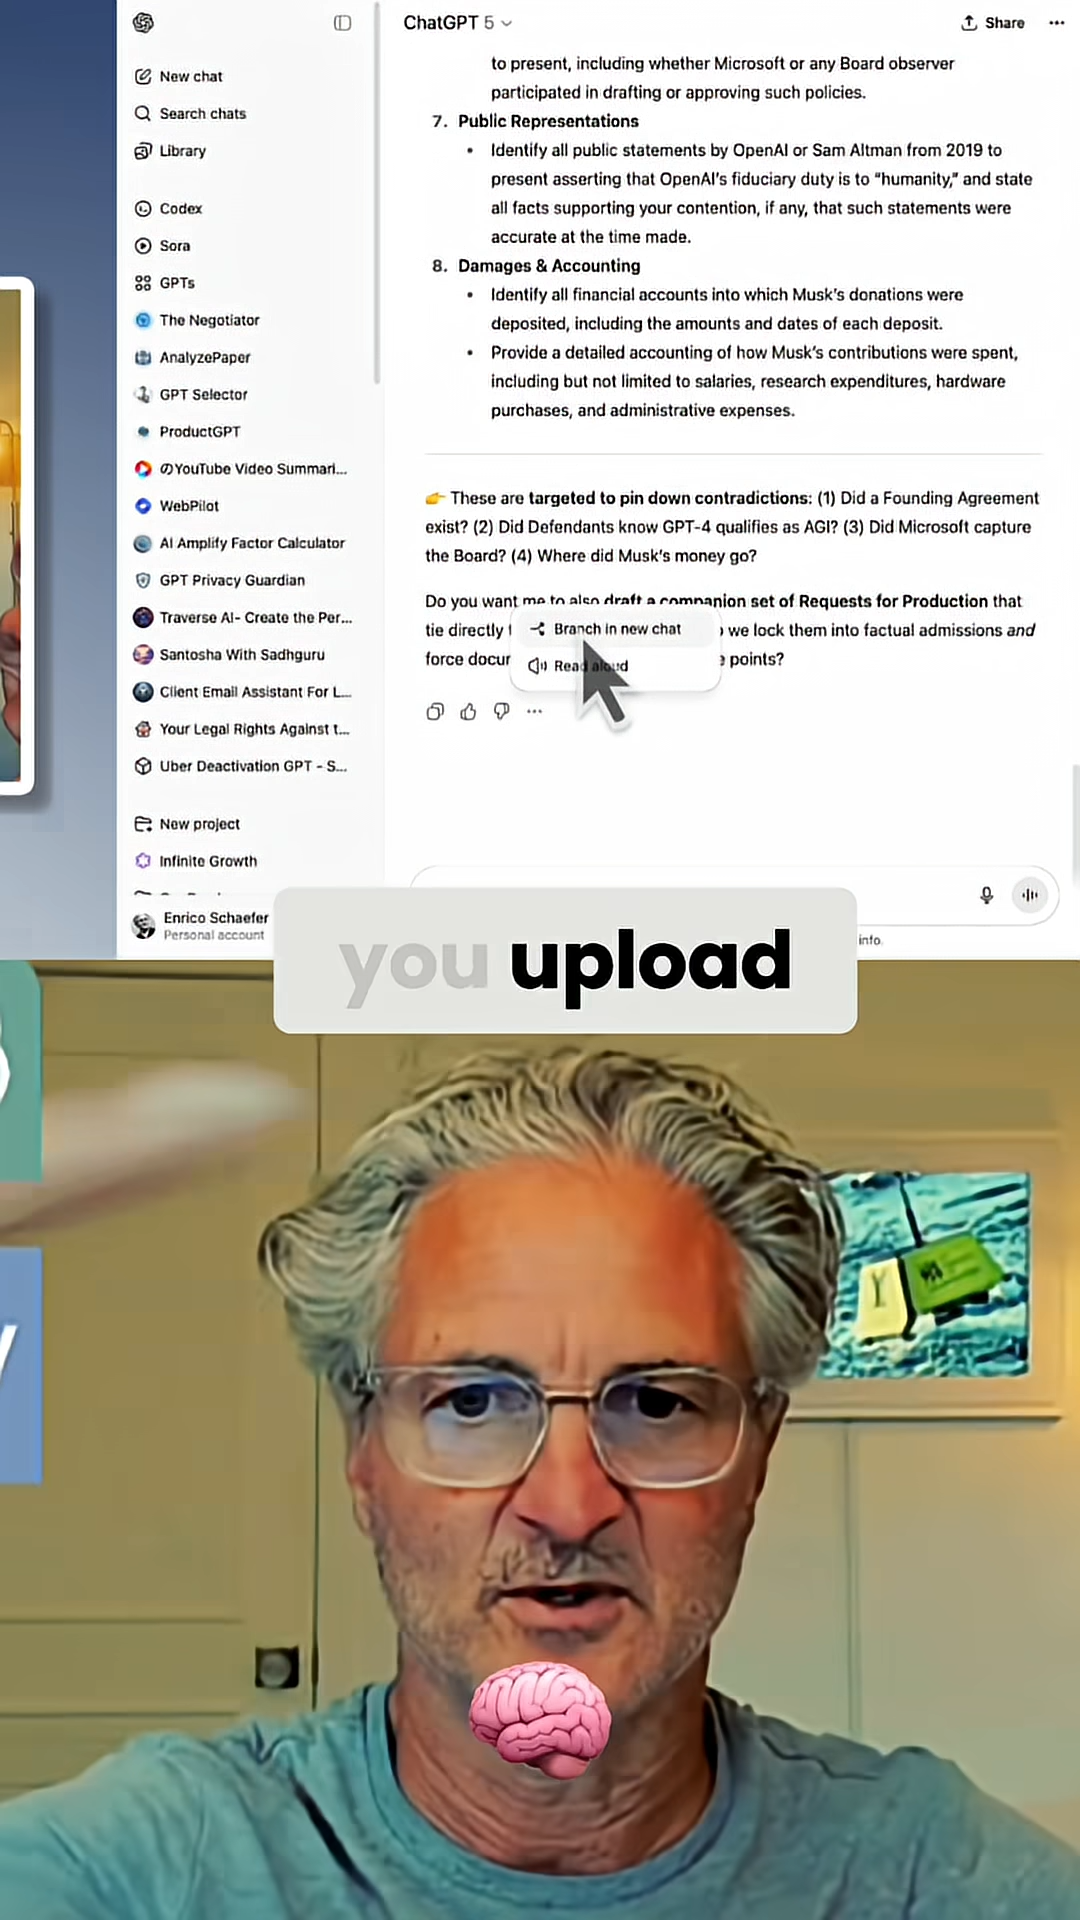 New chat
Search chats
Library
Codex
Sora
GPTs
The Negotiator
AnalyzePaper
GPT Selector
ProductGPT
のYouTube Video Summari...
WebPilot
AI Amplify Factor Calculator
GPT Privacy Guardian
Traverse AI- Create the Per...
Santosha With Sadhguru
Client Email Assistant For L...
Your Legal Rights Against t...
Uber Deactivation GPT - S...
New project
Infinite Growth
Enrico Schaefer
Personal account
ChatGPT 5
Share
to present, including whether Microsoft or any Board observer
participated in drafting or approving such policies.
7. Public Representations
• Identify all public statements by OpenAI or Sam Altman from 2019 to
present asserting that OpenAI's fiduciary duty is to "humanity," and state
all facts supporting your contention, if any, that such statements were
accurate at the time made.
8. Damages & Accounting
• Identify all financial accounts into which Musk's donations were
deposited, including the amounts and dates of each deposit.
• Provide a detailed accounting of how Musk's contributions were spent,
including but not limited to salaries, research expenditures, hardware
purchases, and administrative expenses.
👉 These are targeted to pin down contradictions: (1) Did a Founding Agreement
exist? (2) Did Defendants know GPT-4 qualifies as AGI? (3) Did Microsoft capture
the Board? (4) Where did Musk's money go?
Do you want me to also draft a companion set of Requests for Production that
tie directly we lock them into factual admissions and
force points?
Branch in new chat
Read aloud
info.
you upload
Y